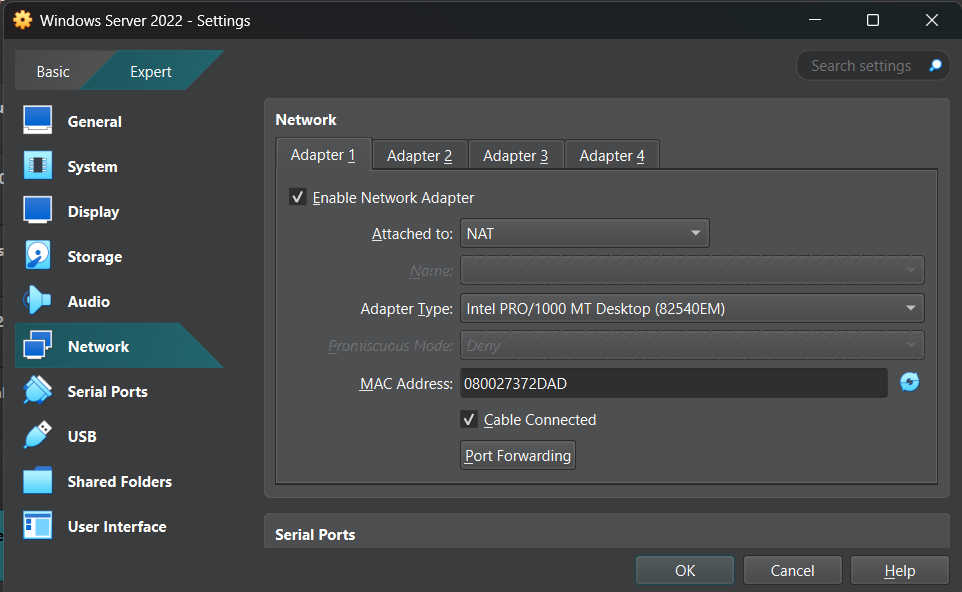 Windows Server 2022 - Settings
Basic
Expert
Search settings
General
System
Display
Storage
Audio
Network
Serial Ports
USB
Shared Folders
User Interface
Network
Adapter 1
Adapter 2
Adapter 3
Adapter 4
Enable Network Adapter
Attached to: NAT
Name:
Adapter Type: Intel PRO/1000 MT Desktop (82540EM)
Promiscuous Mode: Deny
MAC Address: 080027372DAD
Cable Connected
Port Forwarding
Serial Ports
OK
Cancel
Help